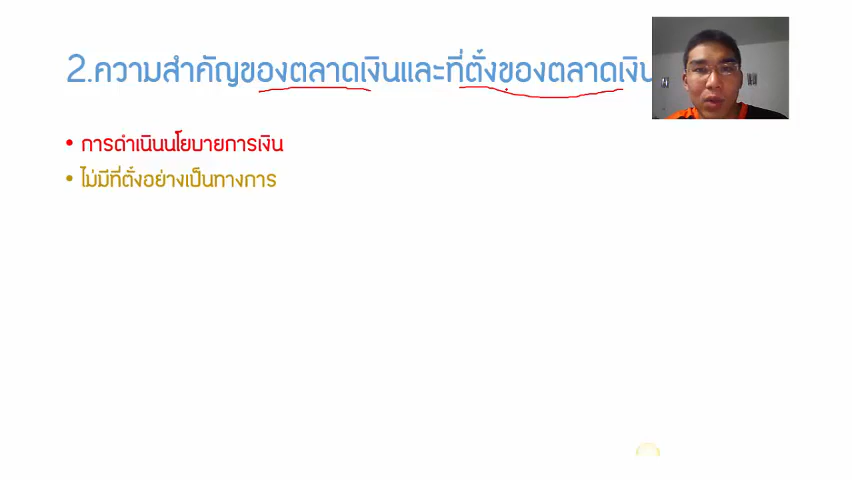 2.ความสำคัญของตลาดเงินและที่ตั้งของตลาดเงิน
• การดำเนินนโยบายการเงิน
• ไม่มีที่ตั้งอย่างเป็นทางการ